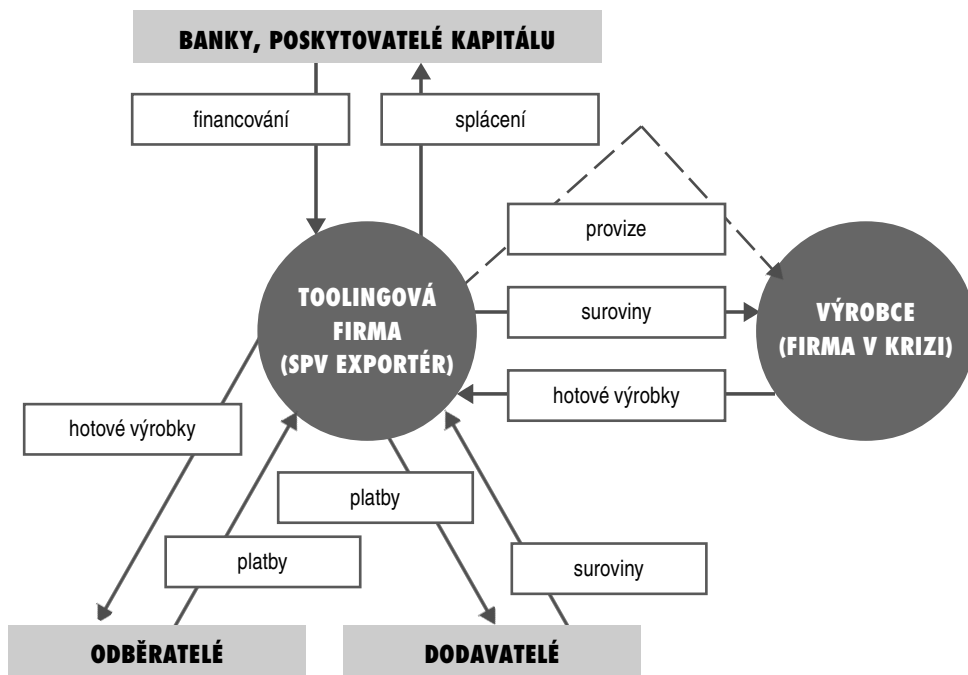 BANKY, POSKYTOVATELÉ KAPITÁLU
financování
splácení
provize
TOOLINGOVÁ
FIRMA
(SPV EXPORTÉR)
suroviny
VÝROBCE
(FIRMA V KRIZI)
hotové výrobky
hotové výrobky
platby
platby
suroviny
ODBĚRATELÉ
DODAVATELÉ